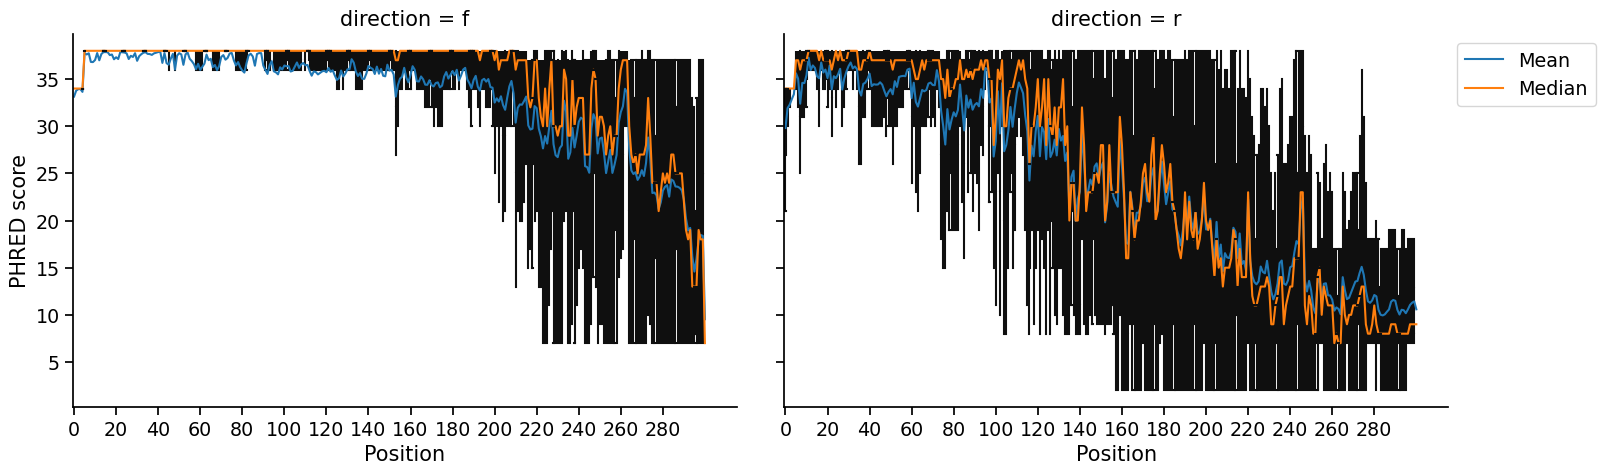 direction = f
direction = r
PHRED score
35
30
25
20
15
10
5
0 20 40 60 80 100 120 140 160 180 200 220 240 260 280
Position
0 20 40 60 80 100 120 140 160 180 200 220 240 260 280
Position
Mean
Median